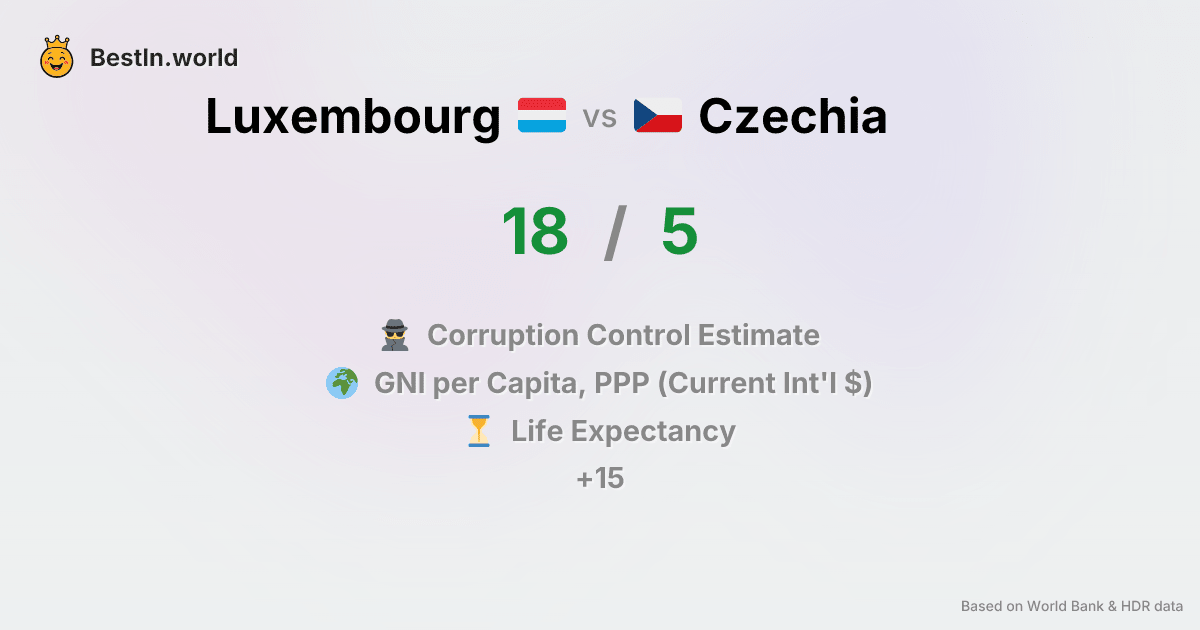 BestIn.world
Luxembourg vs Czechia
18 / 5
Corruption Control Estimate
GNI per Capita, PPP (Current Int'l $)
Life Expectancy
+15
Based on World Bank & HDR data